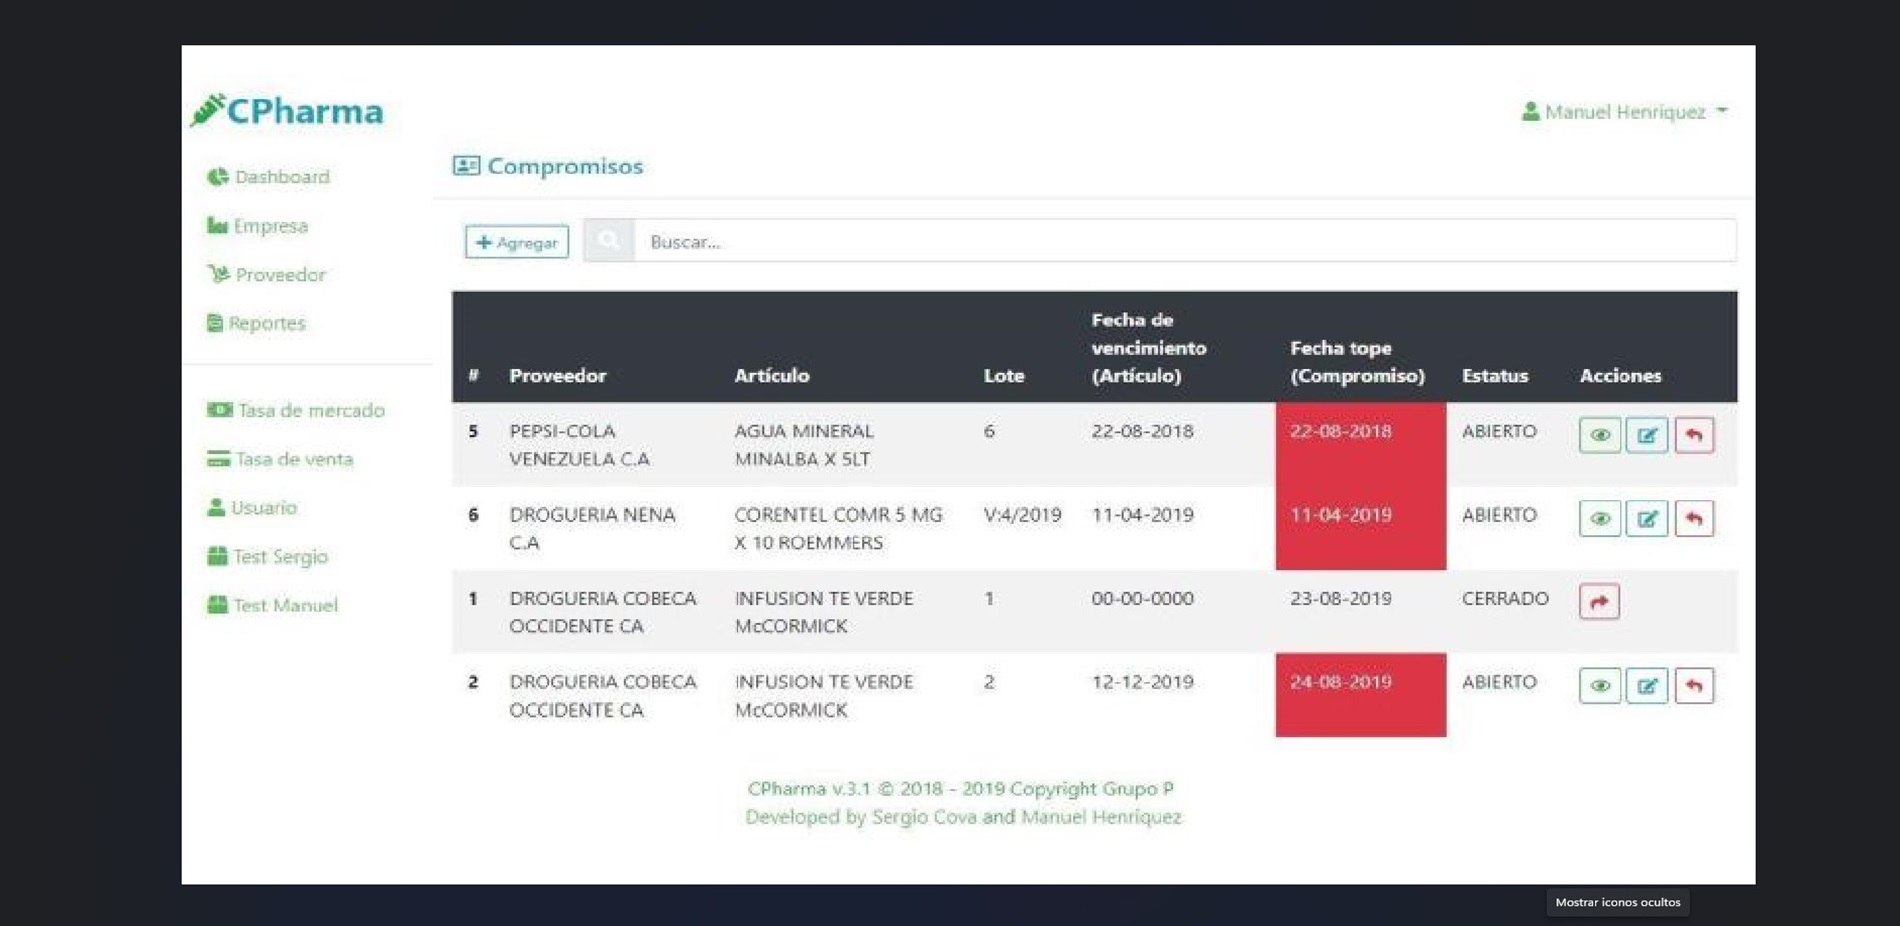 CPharma
Manuel Henriquez
Dashboard
Empresa
Proveedor
Reportes
Tasa de mercado
Tasa de venta
Usuario
Test Sergio
Test Manuel
Compromisos
Agregar
Buscar...
# Proveedor Artículo Lote Fecha de vencimiento (Artículo) Fecha tope (Compromiso) Estatus Acciones
5 PEPSI-COLA AGUA MINERAL 6 22-08-2018 22-08-2018 ABIERTO
VENEZUELA C.A MINALBA X 5LT
6 DROGUERIA NENA CORENTEL COMR 5 MG V:4/2019 11-04-2019 11-04-2019 ABIERTO
C.A X 10 ROEMMERS
1 DROGUERIA COBECA INFUSION TE VERDE 1 00-00-0000 23-08-2019 CERRADO
OCCIDENTE CA McCORMICK
2 DROGUERIA COBECA INFUSION TE VERDE 2 12-12-2019 24-08-2019 ABIERTO
OCCIDENTE CA McCORMICK
CPharma v.3.1 © 2018 - 2019 Copyright Grupo P
Developed by Sergio Cova and Manuel Henriquez
Mostrar iconos ocultos